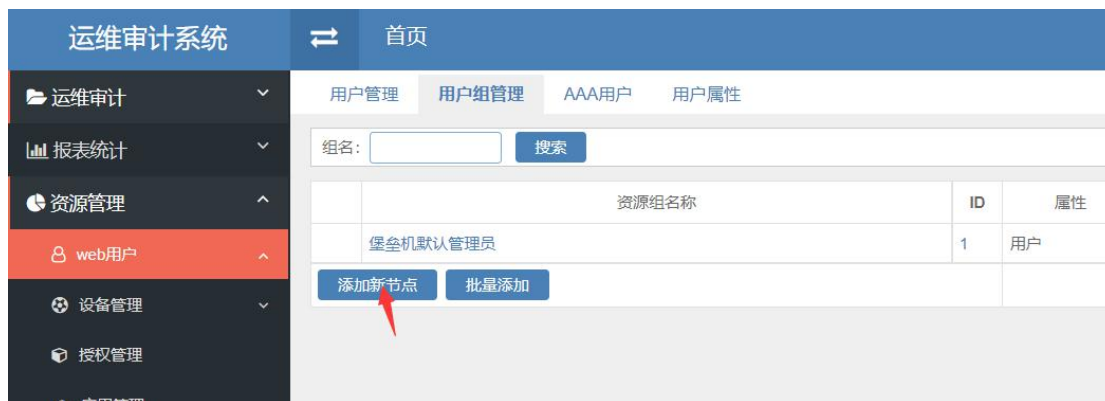 运维审计系统 首页
运维审计
报表统计
资源管理
web用户
设备管理
授权管理
用户管理 用户组管理 AAA用户 用户属性
组名： 搜索
资源组名称 ID 属性
堡垒机默认管理员 1 用户
添加新节点 批量添加